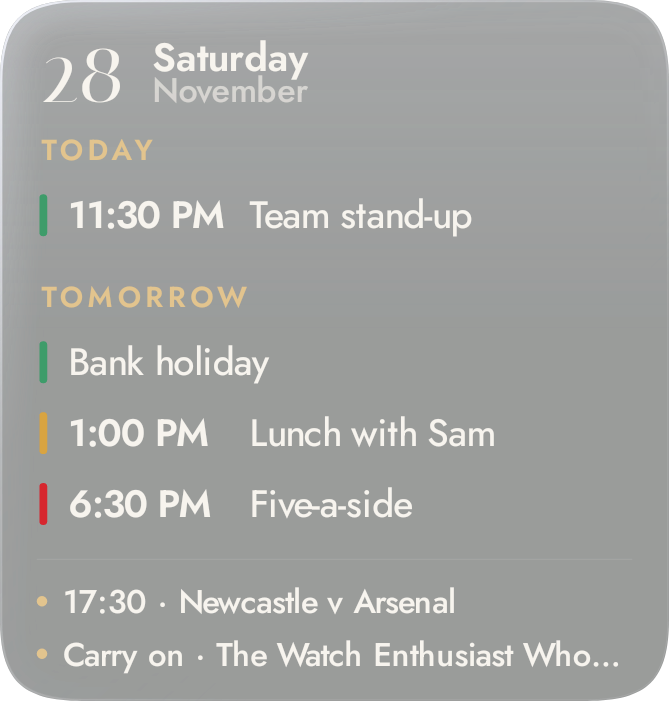 28 Saturday
November
TODAY
11:30 PM Team stand-up
TOMORROW
Bank holiday
1:00 PM Lunch with Sam
6:30 PM Five-a-side
• 17:30 · Newcastle v Arsenal
• Carry on · The Watch Enthusiast Who...